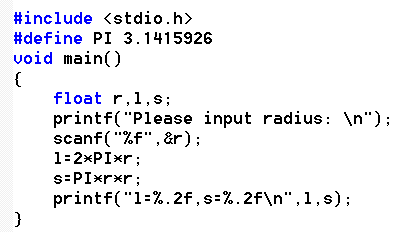 #include <stdio.h>
#define PI 3.1415926
void main()
{
    float r,l,s;
    printf("Please input radius: \n");
    scanf("%f",&r);
    l=2*PI*r;
    s=PI*r*r;
    printf("l=%.2f,s=%.2f\n",l,s);
}